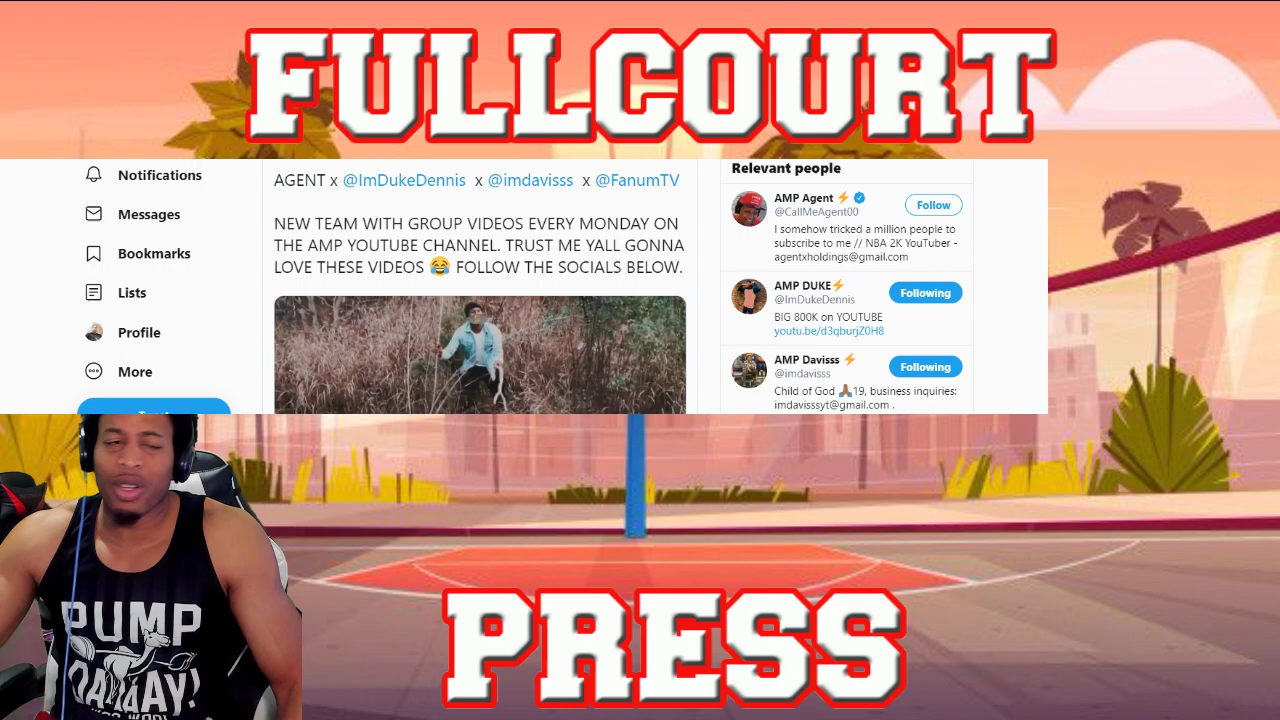 FULLCOURT
Notifications
Messages
Bookmarks
Lists
Profile
More
AGENT x @ImDukeDennis x @imdavisss x @FanumTV
NEW TEAM WITH GROUP VIDEOS EVERY MONDAY ON
THE AMP YOUTUBE CHANNEL. TRUST ME YALL GONNA
LOVE THESE VIDEOS 😂 FOLLOW THE SOCIALS BELOW.
Relevant people
AMP Agent ⚡
@CallMeAgent00
Follow
I somehow tricked a million people to
subscribe to me // NBA 2K YouTuber -
agentxholdings@gmail.com
AMP DUKE⚡
@ImDukeDennis
Following
BIG 800K on YOUTUBE
youtu.be/d3qburjZ0H8
AMP Davisss ⚡
@imdavisss
Following
Child of God 🙏🏾19, business inquiries:
imdavisssyt@gmail.com .
PUMP
DAAAAY!
PRESS